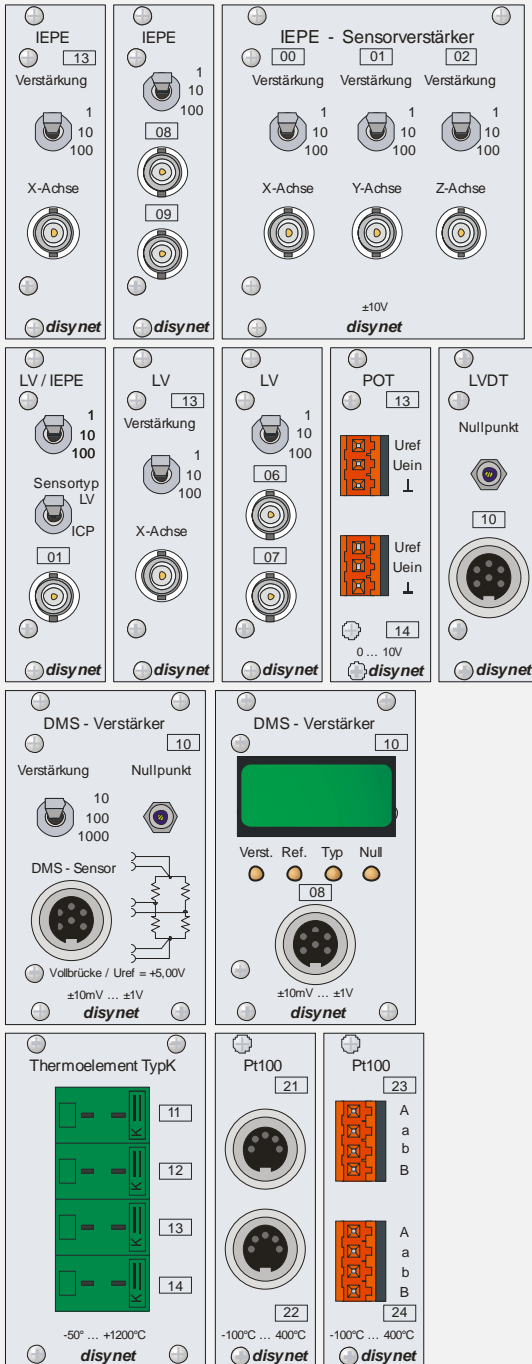 IEPE
13
Verstärkung
1
10
100
X-Achse
disynet
IEPE
1
10
100
08
09
disynet
IEPE - Sensorverstärker
00 01 02
Verstärkung Verstärkung Verstärkung
1 1 1
10 10 10
100 100 100
X-Achse Y-Achse Z-Achse
±10V
disynet
LV / IEPE
1
10
100
Sensortyp
LV
ICP
01
disynet
LV
13
Verstärkung
1
10
100
X-Achse
disynet
LV
1
10
100
06
07
disynet
POT
13
Uref
Uein
⊥
Uref
Uein
⊥
14
0 ... 10V
disynet
LVDT
Nullpunkt
10
disynet
DMS - Verstärker
10
Verstärkung Nullpunkt
10
100
1000
DMS - Sensor
Vollbrücke / Uref = +5,00V
±10mV ... ±1V
disynet
DMS - Verstärker
10
Verst. Ref. Typ Null
08
±10mV ... ±1V
disynet
Thermoelement TypK
K 11
K 12
K 13
K 14
-50° ... +1200°C
disynet
Pt100
21
22
-100°C ... 400°C
disynet
Pt100
23
A
a
b
B
A
a
b
B
24
-100°C ... 400°C
disynet